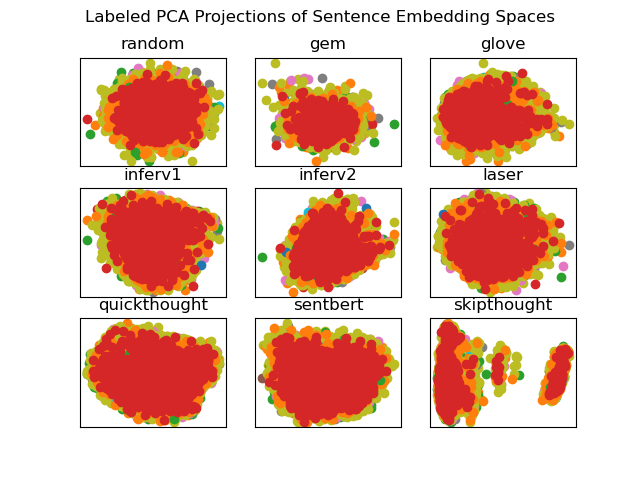 Labeled PCA Projections of Sentence Embedding Spaces
random gem glove
inferv1 inferv2 laser
quickthought sentbert skipthought